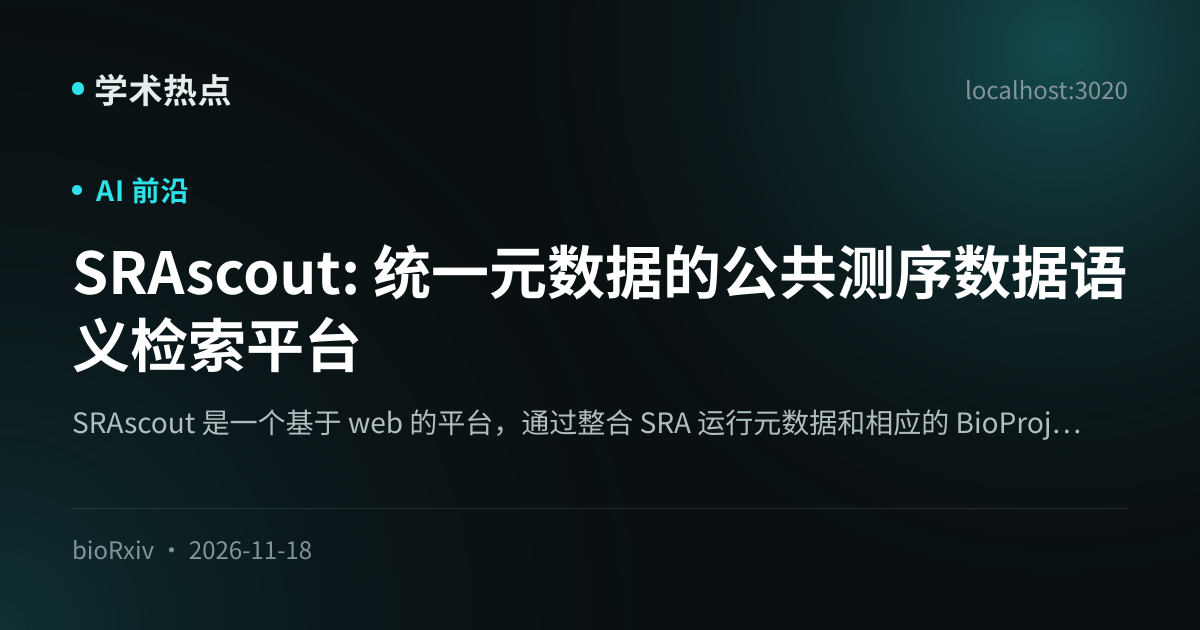 学术热点
localhost:3020
AI 前沿
SRAscout: 统一元数据的公共测序数据语
义检索平台
SRAscout 是一个基于 web 的平台，通过整合 SRA 运行元数据和相应的 BioProj…
bioRxiv • 2026-11-18